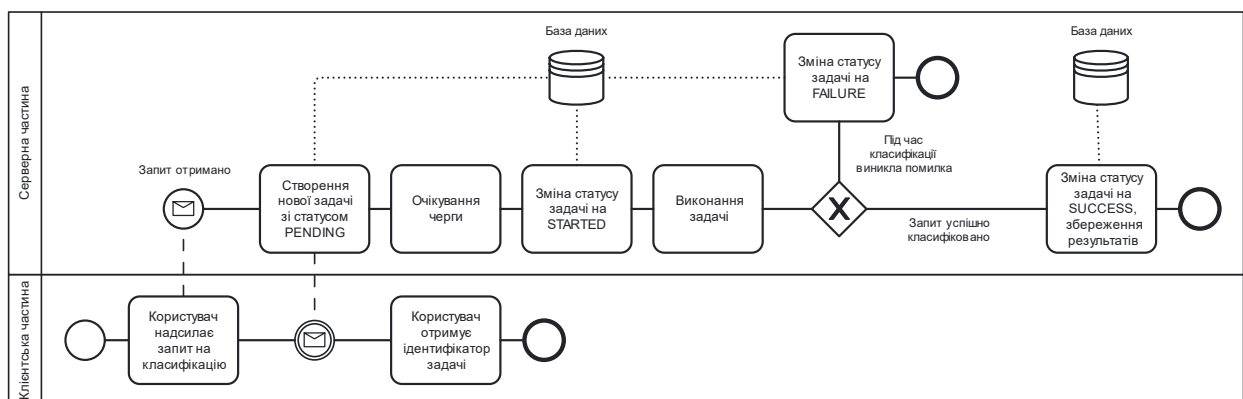 Серверна частина
База даних
База даних
Зміна статусу
задачі на
FAILURE
Запит отримано
Під час
класифікації
виникла помилка
Створення
нової задачі
зі статусом
PENDING
Очікування
черги
Зміна статусу
задачі на
STARTED
Виконання
задачі
X
Запит успішно
класифіковано
Зміна статусу
задачі на
SUCCESS,
збереження
результатів
Клієнтська частина
Користувач
надсилає
запит на
класифікацію
Користувач
отримує
ідентифікатор
задачі